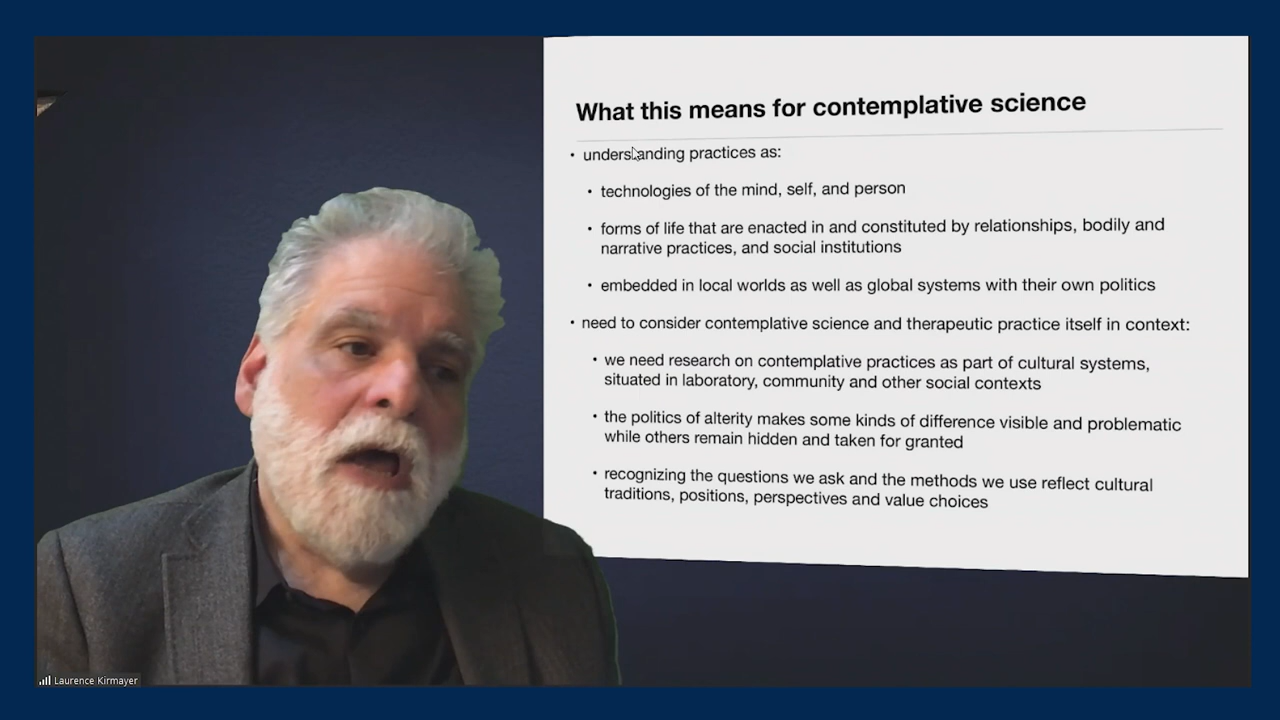 What this means for contemplative science
• understanding practices as:
• technologies of the mind, self, and person
• forms of life that are enacted in and constituted by relationships, bodily and
narrative practices, and social institutions
• embedded in local worlds as well as global systems with their own politics
• need to consider contemplative science and therapeutic practice itself in context:
• we need research on contemplative practices as part of cultural systems,
situated in laboratory, community and other social contexts
• the politics of alterity makes some kinds of difference visible and problematic
while others remain hidden and taken for granted
• recognizing the questions we ask and the methods we use reflect cultural
traditions, positions, perspectives and value choices
Laurence Kirmayer